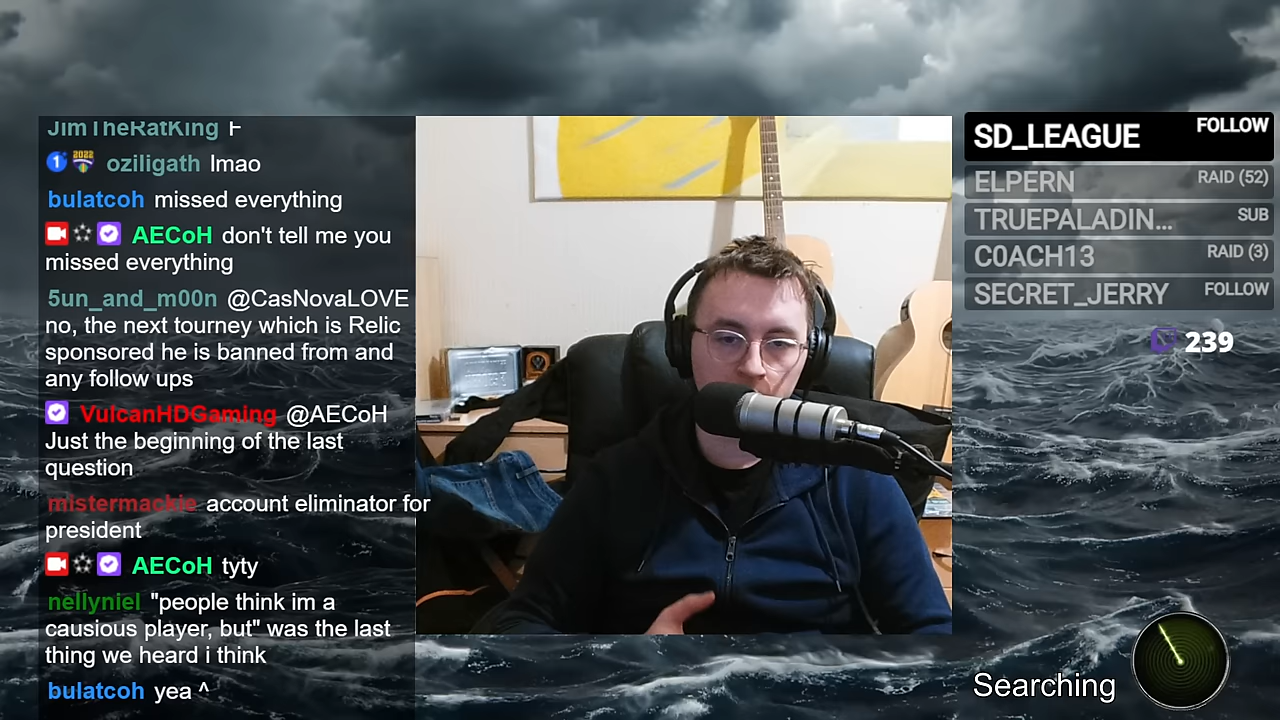 JimTheRatKing F
1 2022 oziligath lmao
bulatcoh missed everything
AECoH don't tell me you
missed everything
5un_and_m00n @CasNovaLOVE
no, the next tourney which is Relic
sponsored he is banned from and
any follow ups
VulcanHDGaming @AECoH
Just the beginning of the last
question
mistermackie account eliminator for
president
AECoH tyty
nellyniel "people think im a
causious player, but" was the last
thing we heard i think
bulatcoh yea ^
SD_LEAGUE FOLLOW
ELPERN RAID (52)
TRUEPALADIN... SUB
C0ACH13 RAID (3)
SECRET_JERRY FOLLOW
239
Searching